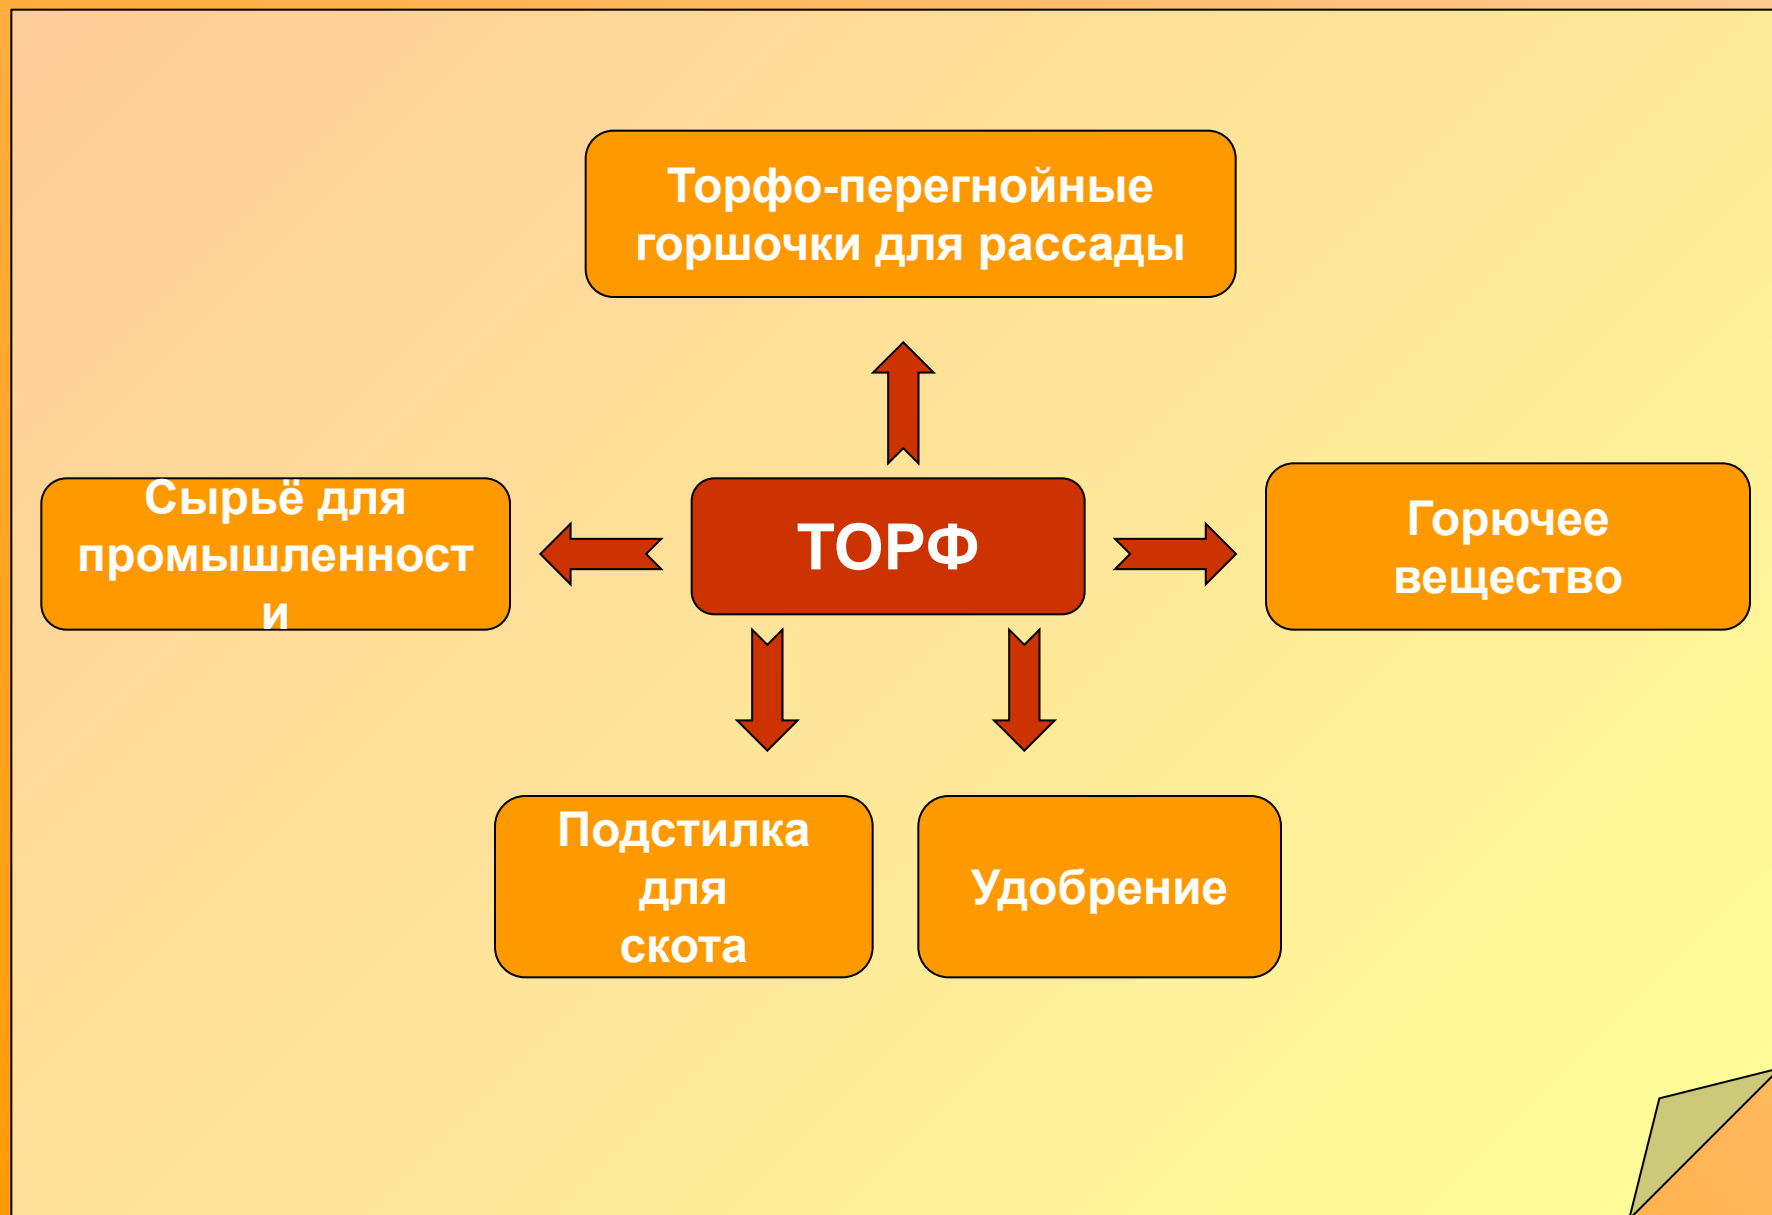 Торфо-перегнойные
горшочки для рассады
Сырьё для
промышленност
и
ТОРФ
Горючее
вещество
Подстилка
для
скота
Удобрение